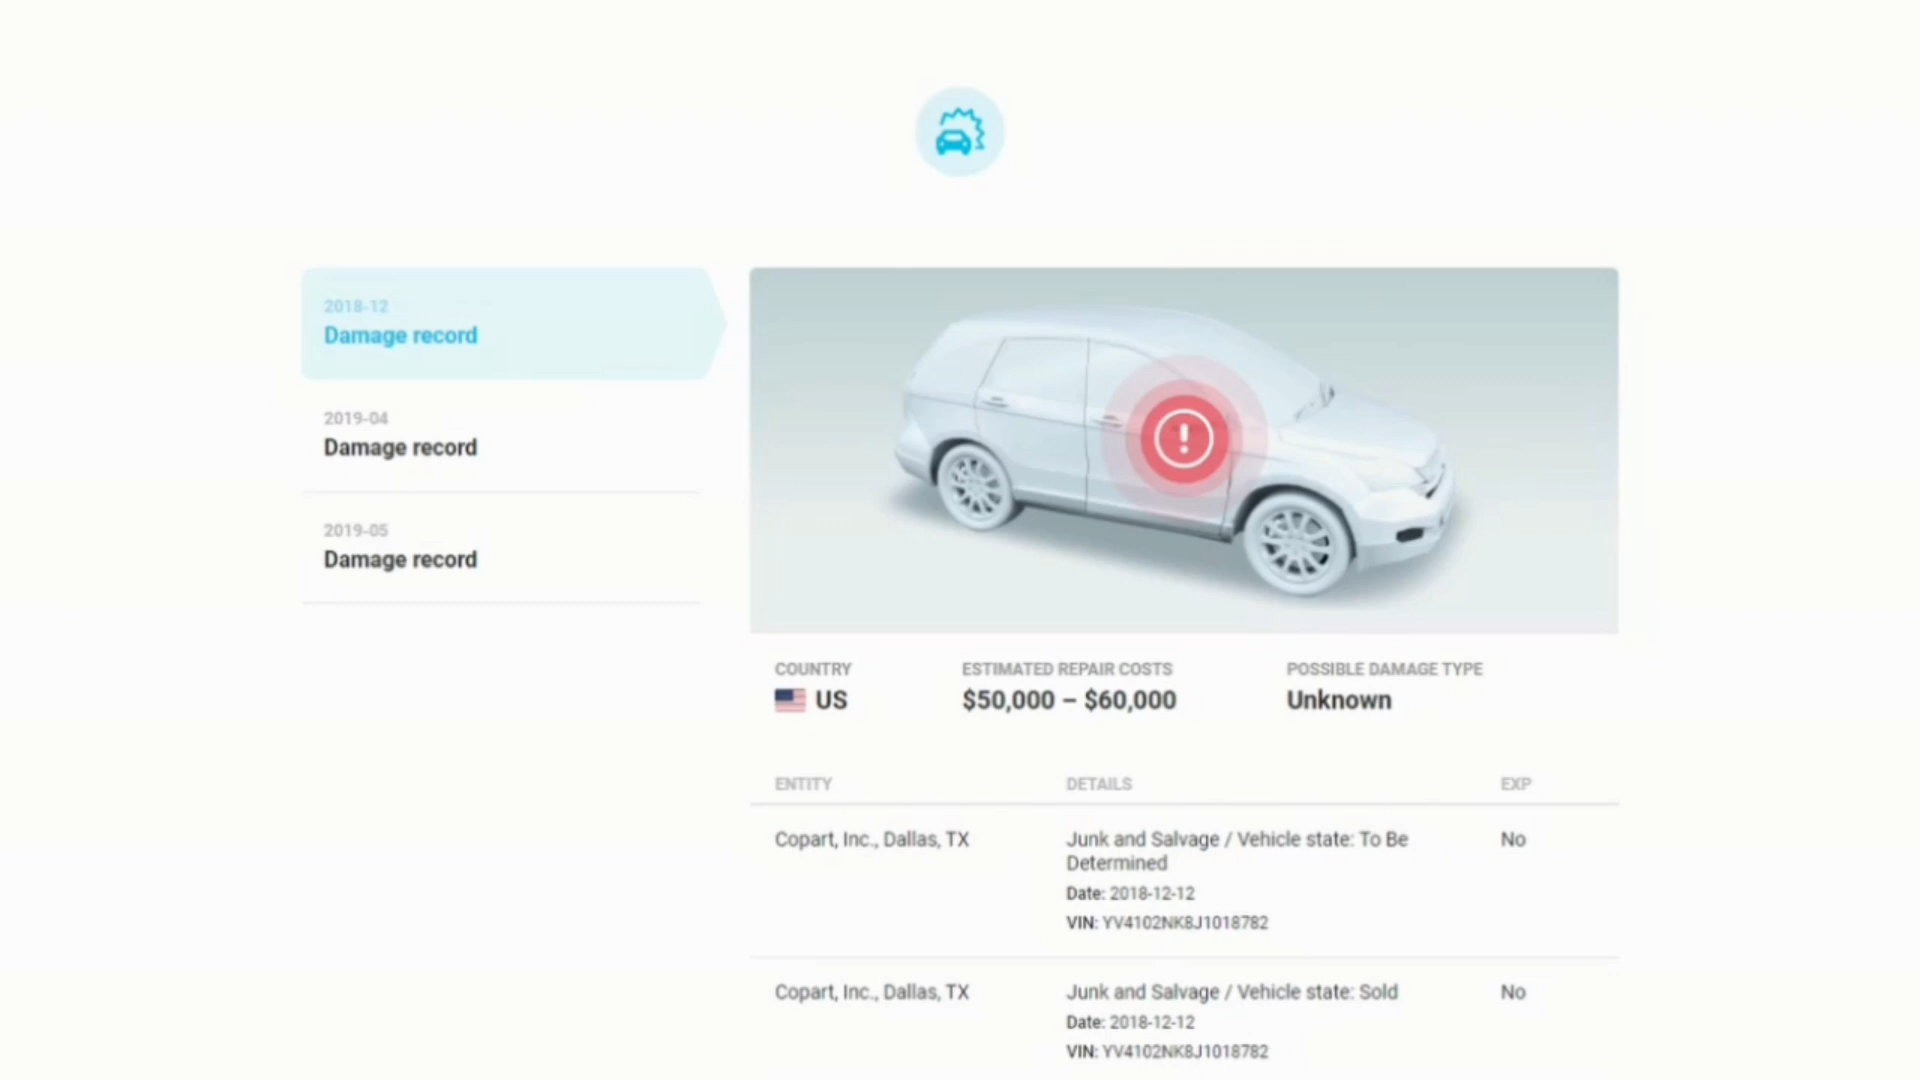 2018-12
Damage record
2019-04
Damage record
2019-05
Damage record
COUNTRY
US
ESTIMATED REPAIR COSTS
$50,000 – $60,000
POSSIBLE DAMAGE TYPE
Unknown
ENTITY DETAILS EXP
Copart, Inc., Dallas, TX
Junk and Salvage / Vehicle state: To Be
Determined
Date: 2018-12-12
VIN: YV4102NK8J1018782
No
Copart, Inc., Dallas, TX
Junk and Salvage / Vehicle state: Sold
Date: 2018-12-12
VIN: YV4102NK8J1018782
No